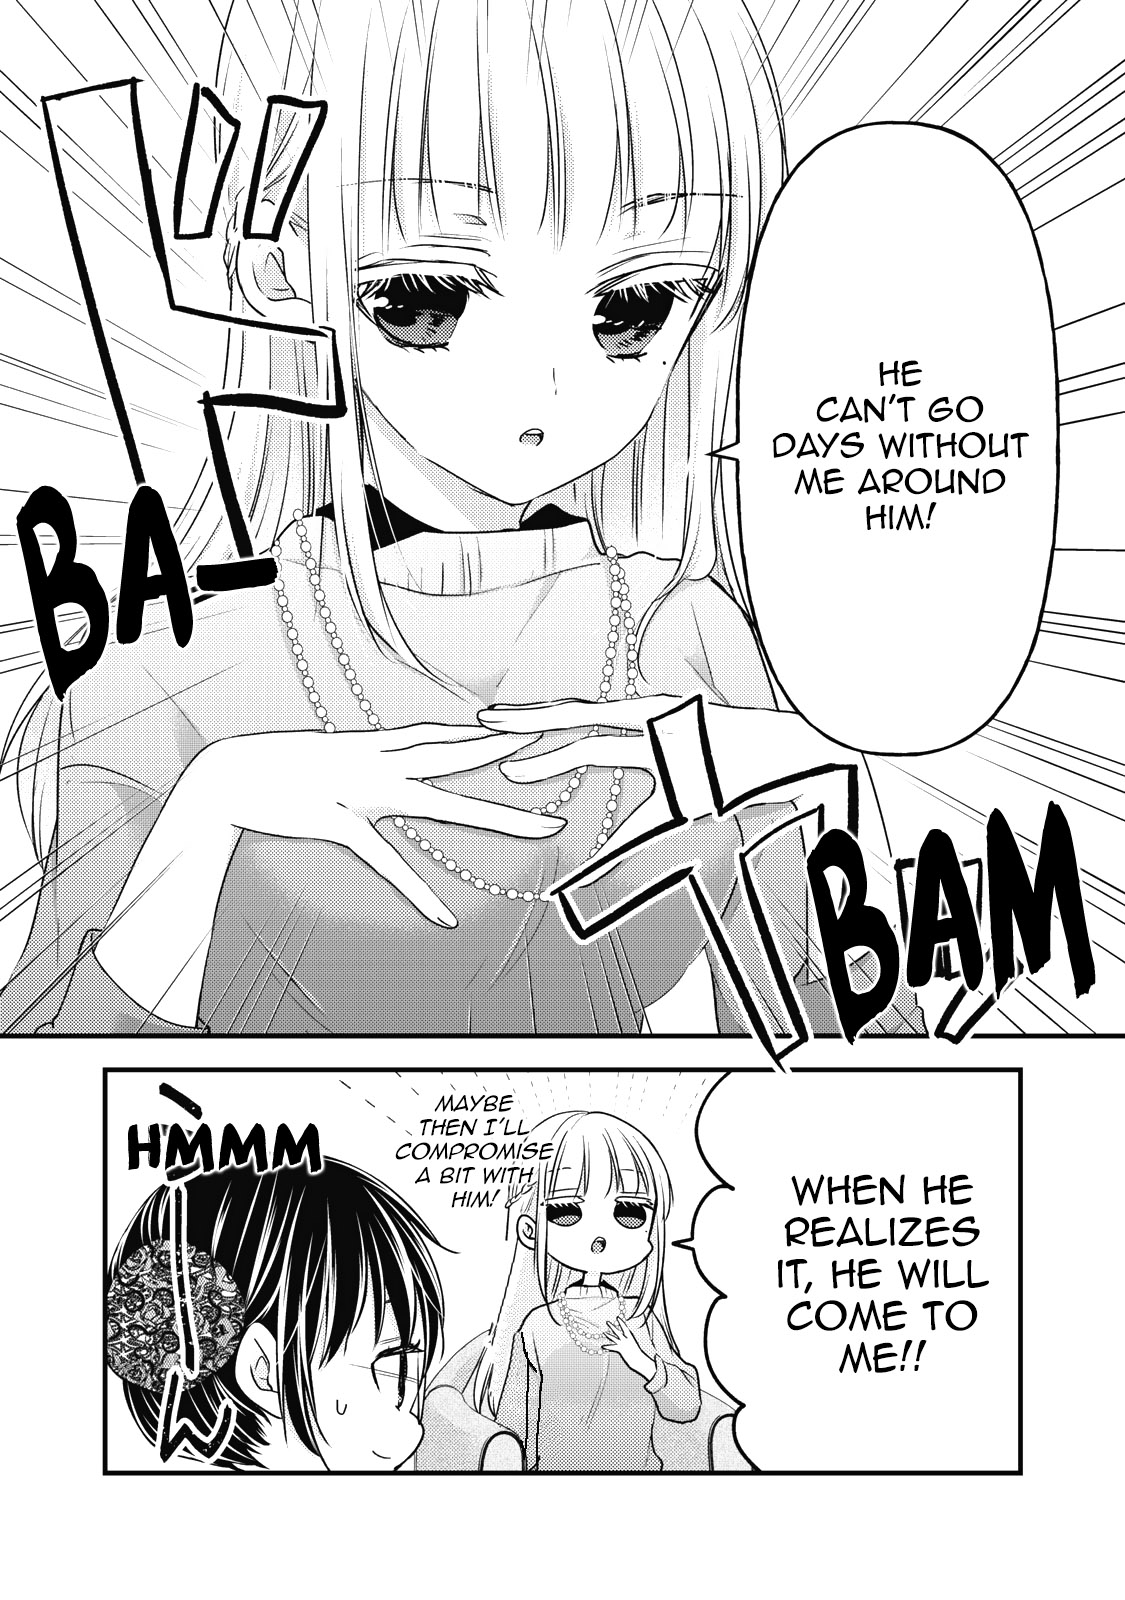 HE
CAN'T GO
DAYS WITHOUT
ME AROUND
HIM!
BA-
BAM
WHEN HE
REALIZES
IT, HE WILL
COME TO
ME!!
MAYBE
THEN I'LL
COMPROMISE
A BIT WITH
HIM!
HMMM